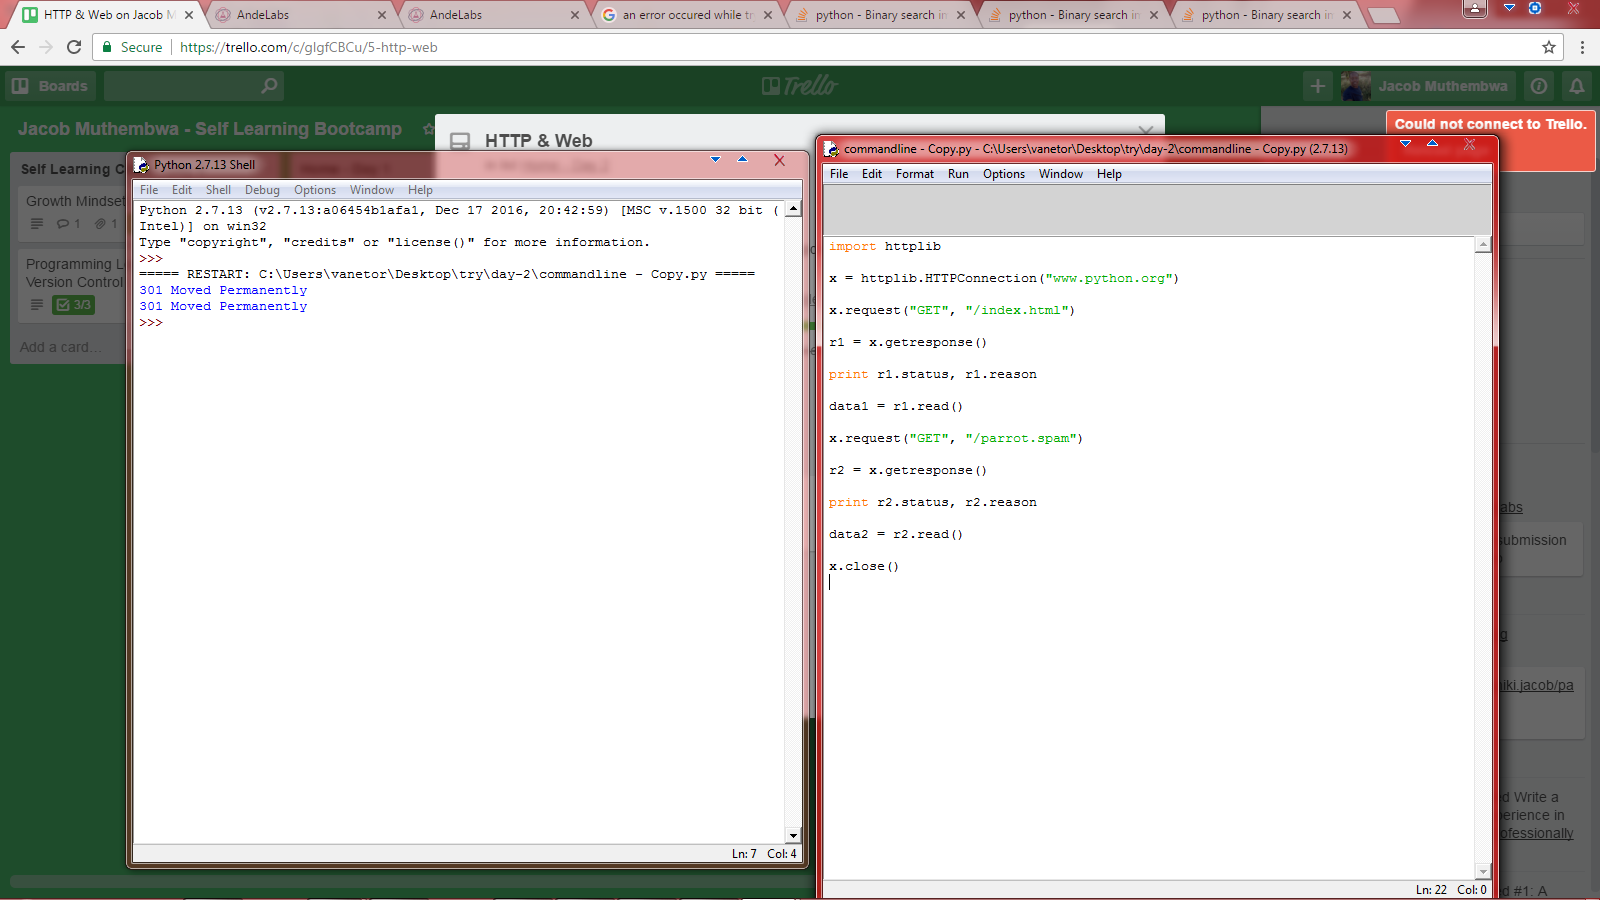 HTTP & Web on Jacob M
AndeLabs
AndeLabs
an error occured while tr
python - Binary search in
python - Binary search in
python - Binary search in
Secure https://trello.com/c/glgfCBCu/5-http-web
Boards
Trello
Jacob Muthembwa
Jacob Muthembwa - Self Learning Bootcamp
Could not connect to Trello.
HTTP & Web
Self Learning C
Growth Mindset
1 1
Programming L
Version Control
3/3
Add a card...
Python 2.7.13 Shell
File Edit Shell Debug Options Window Help
Python 2.7.13 (v2.7.13:a06454b1afa1, Dec 17 2016, 20:42:59) [MSC v.1500 32 bit (
Intel)] on win32
Type "copyright", "credits" or "license()" for more information.
>>>
===== RESTART: C:\Users\vanetor\Desktop\try\day-2\commandline - Copy.py =====
301 Moved Permanently
301 Moved Permanently
>>>
Ln: 7 Col: 4
commandline - Copy.py - C:\Users\vanetor\Desktop\try\day-2\commandline - Copy.py (2.7.13)
File Edit Format Run Options Window Help
import httplib
x = httplib.HTTPConnection("www.python.org")
x.request("GET", "/index.html")
r1 = x.getresponse()
print r1.status, r1.reason
data1 = r1.read()
x.request("GET", "/parrot.spam")
r2 = x.getresponse()
print r2.status, r2.reason
data2 = r2.read()
x.close()
Ln: 22 Col: 0
abs
submission
niki.jacob/pa
ed Write a
perience in
ofessionally
ed #1: A